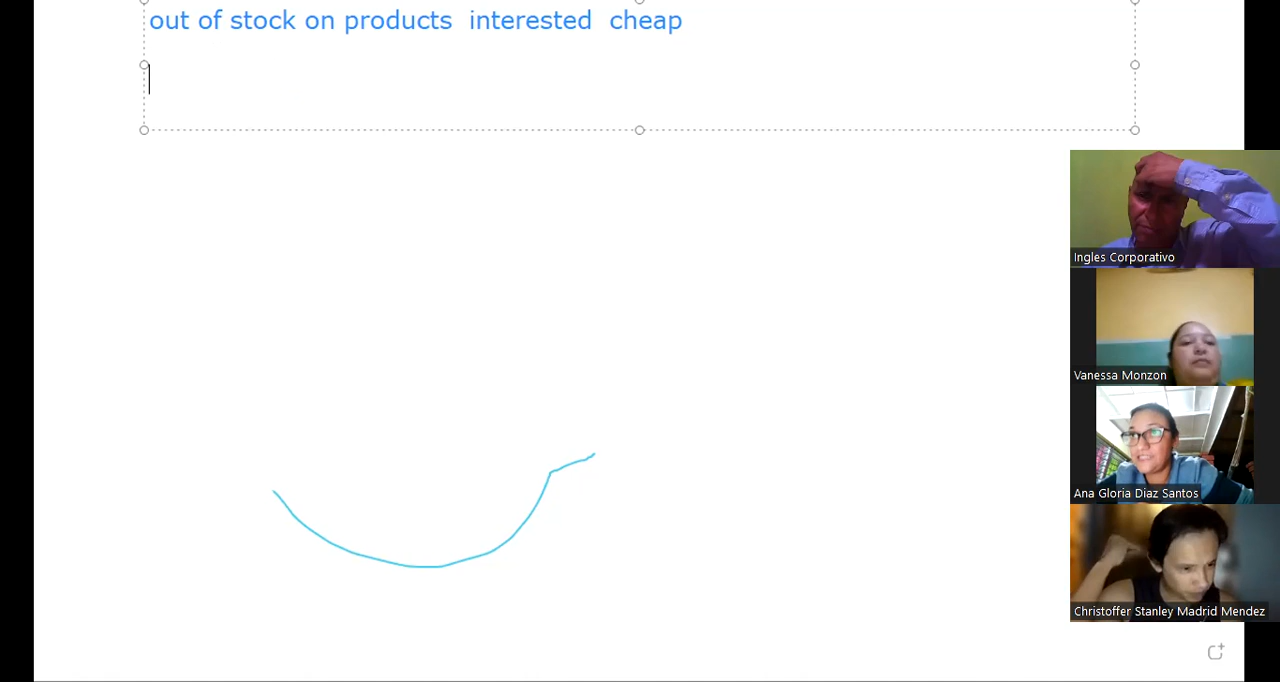 out of stock on products  interested  cheap
Ingles Corporativo
Vanessa Monzon
Ana Gloria Diaz Santos
Christoffer Stanley Madrid Mendez